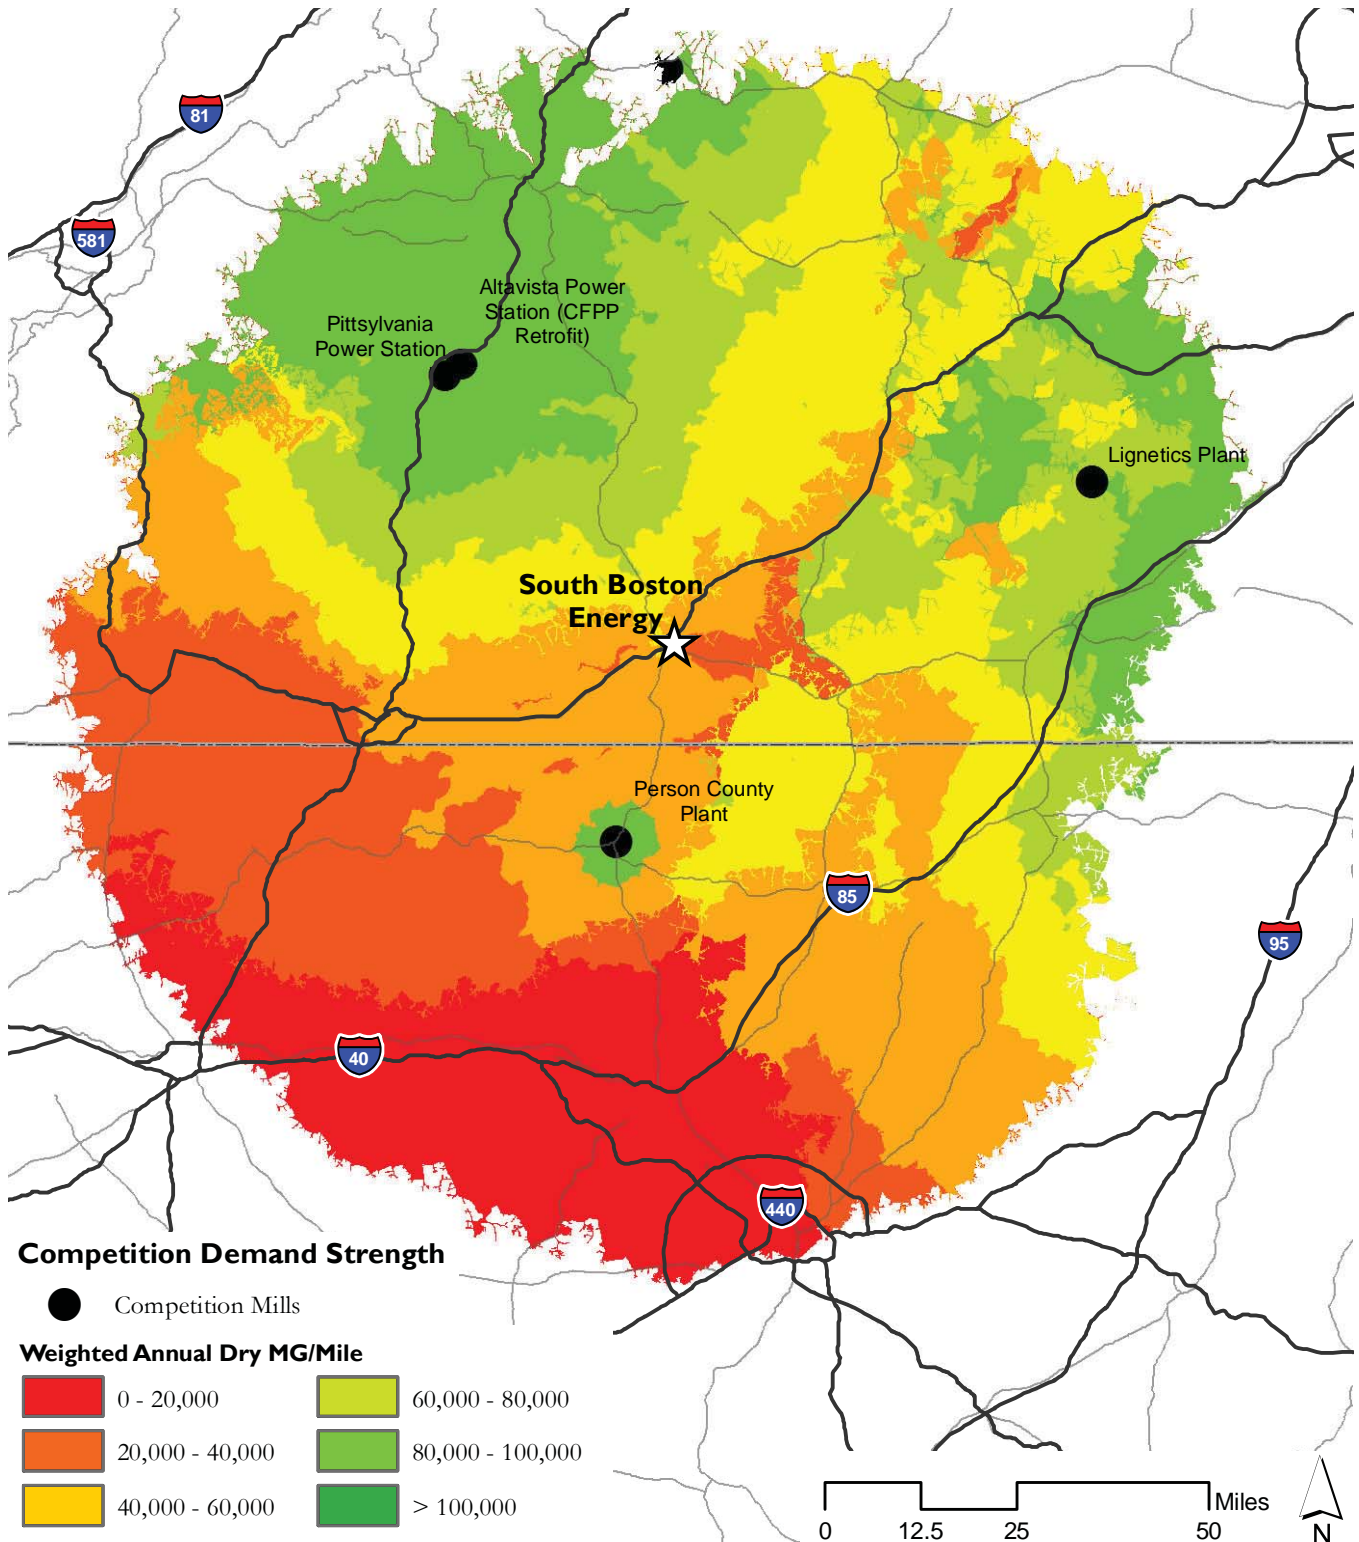 81
581
Altavista Power
Station (CFPP
Retrofit)
Pittsylvania
Power Station
Lignetics Plant
South Boston
Energy
Person County
Plant
85
95
40
440
Competition Demand Strength
Competition Mills
Weighted Annual Dry MG/Mile
0 - 20,000
60,000 - 80,000
20,000 - 40,000
80,000 - 100,000
40,000 - 60,000
> 100,000
Miles
0 12.5 25 50
N